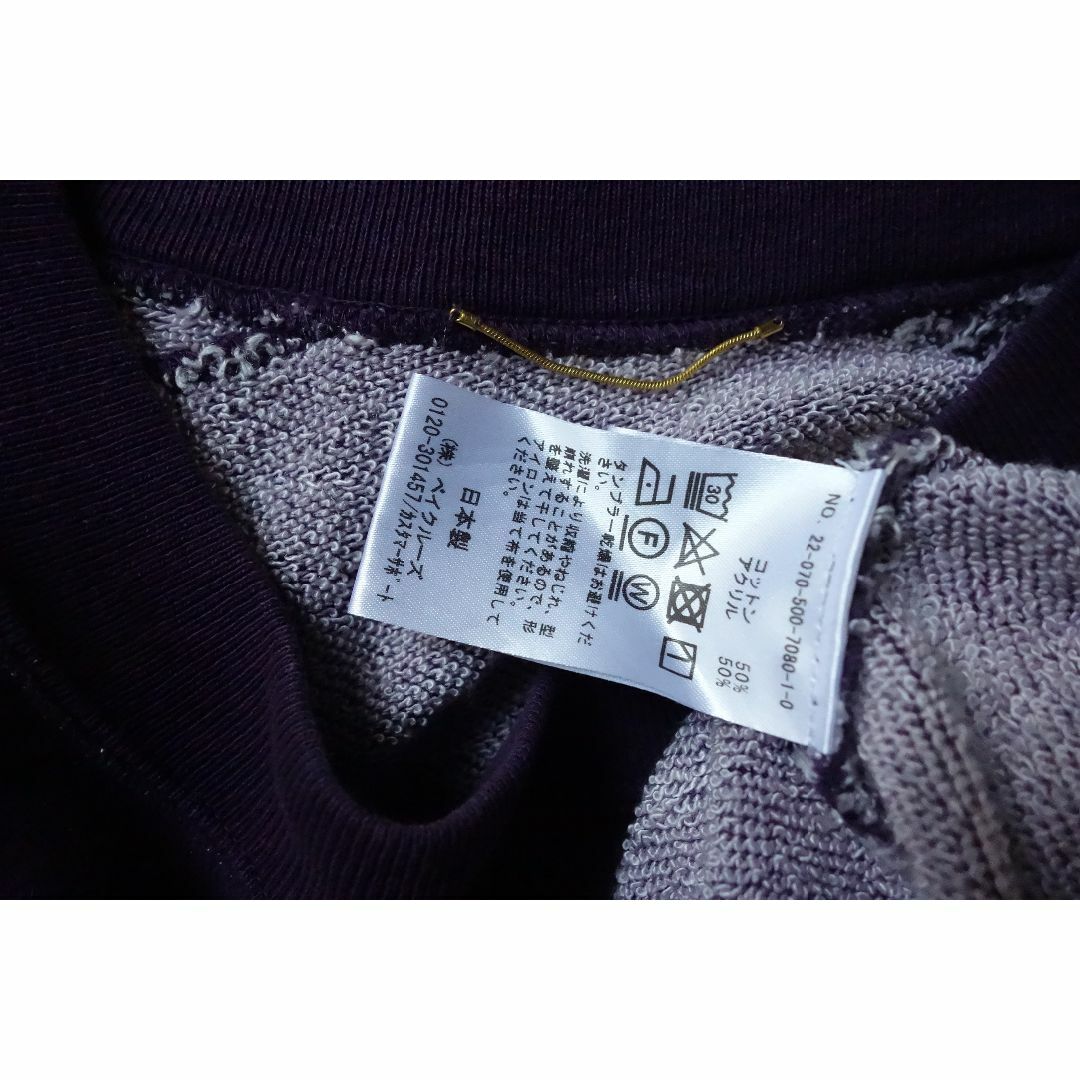 NO. 22-070-500-7080-1-0
コットン 50%
アクリル 50%
30
F W
タンブラー乾燥はお避けくだ
さい。
洗濯により収縮やねじれ、型
崩れすることがあるので、形
を整えて干してください。
アイロンは当て布を使用して
ください。
日本製
(株) ベイクルーズ
0120-301457/カスタマーサポート